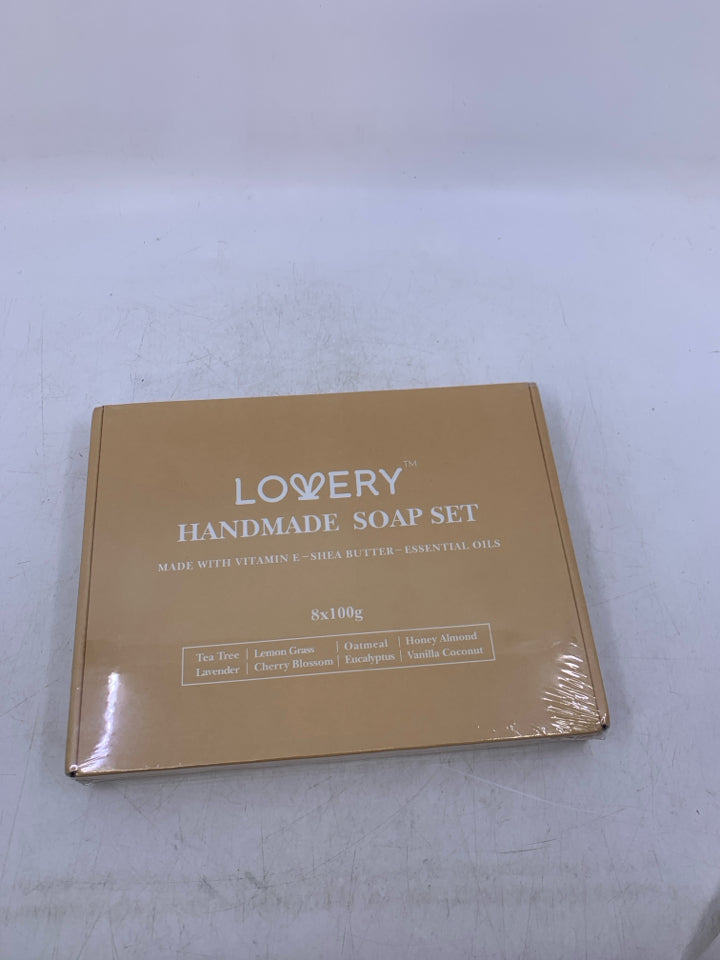 LOVERY™
HANDMADE SOAP SET
MADE WITH VITAMIN E – SHEA BUTTER – ESSENTIAL OILS
8x100g
Tea Tree | Lemon Grass | Oatmeal | Honey Almond
Lavender | Cherry Blossom | Eucalyptus | Vanilla Coconut